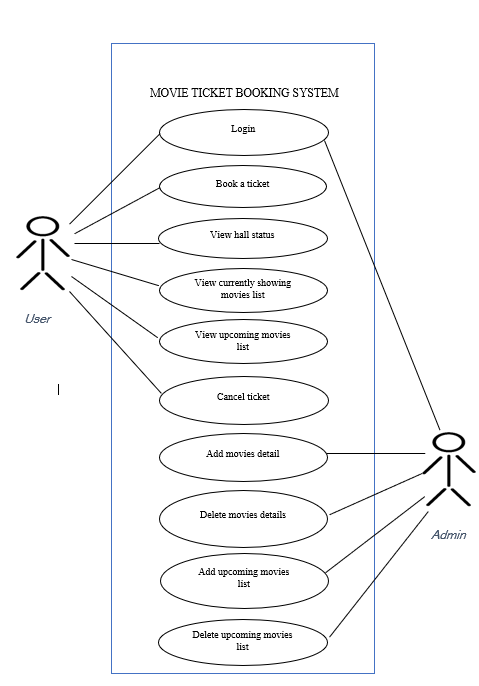 MOVIE TICKET BOOKING SYSTEM
Login
Book a ticket
View hall status
View currently showing
movies list
View upcoming movies
list
User
Cancel ticket
Add movies detail
Delete movies details
Admin
Add upcoming movies
list
Delete upcoming movies
list